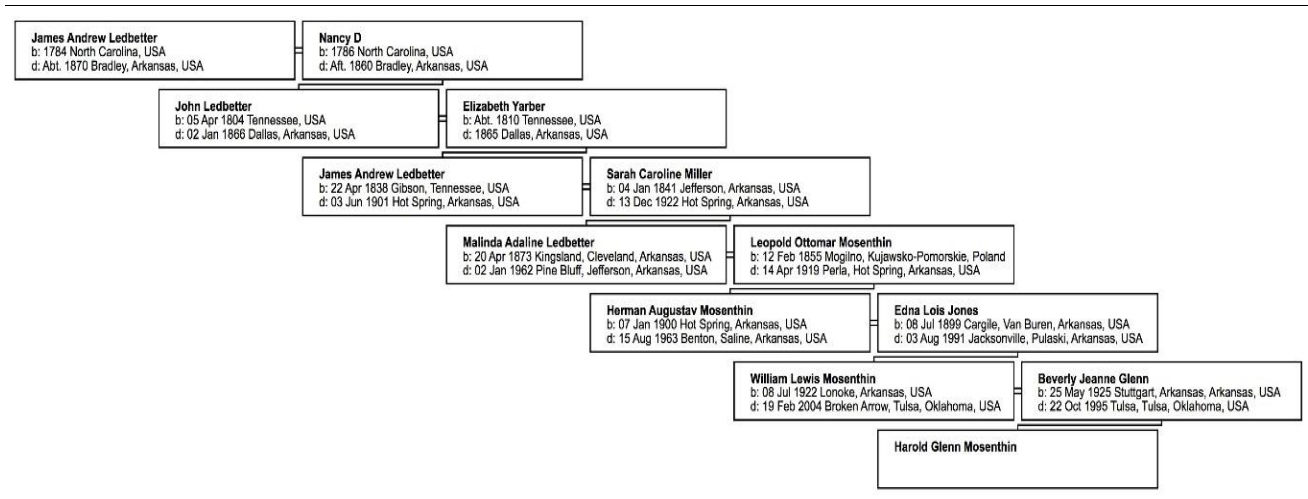 James Andrew Ledbetter
b: 1784 North Carolina, USA
d: Abt. 1870 Bradley, Arkansas, USA
Nancy D
b: 1786 North Carolina, USA
d: Aft. 1860 Bradley, Arkansas, USA
John Ledbetter
b: 05 Apr 1804 Tennessee, USA
d: 02 Jan 1866 Dallas, Arkansas, USA
Elizabeth Yarber
b: Abt. 1810 Tennessee, USA
d: 1865 Dallas, Arkansas, USA
James Andrew Ledbetter
b: 22 Apr 1838 Gibson, Tennessee, USA
d: 03 Jun 1901 Hot Spring, Arkansas, USA
Sarah Caroline Miller
b: 04 Jan 1841 Jefferson, Arkansas, USA
d: 13 Dec 1922 Hot Spring, Arkansas, USA
Malinda Adaline Ledbetter
b: 20 Apr 1873 Kingsland, Cleveland, Arkansas, USA
d: 02 Jan 1962 Pine Bluff, Jefferson, Arkansas, USA
Leopold Ottomar Mosenthin
b: 12 Feb 1855 Mogilno, Kujawsko-Pomorskie, Poland
d: 14 Apr 1919 Perla, Hot Spring, Arkansas, USA
Herman Augustav Mosenthin
b: 07 Jan 1900 Hot Spring, Arkansas, USA
d: 15 Aug 1963 Benton, Saline, Arkansas, USA
Edna Lois Jones
b: 08 Jul 1899 Cargile, Van Buren, Arkansas, USA
d: 03 Aug 1991 Jacksonville, Pulaski, Arkansas, USA
William Lewis Mosenthin
b: 08 Jul 1922 Lonoke, Arkansas, USA
d: 19 Feb 2004 Broken Arrow, Tulsa, Oklahoma, USA
Beverly Jeanne Glenn
b: 25 May 1925 Stuttgart, Arkansas, Arkansas, USA
d: 22 Oct 1995 Tulsa, Tulsa, Oklahoma, USA
Harold Glenn Mosenthin